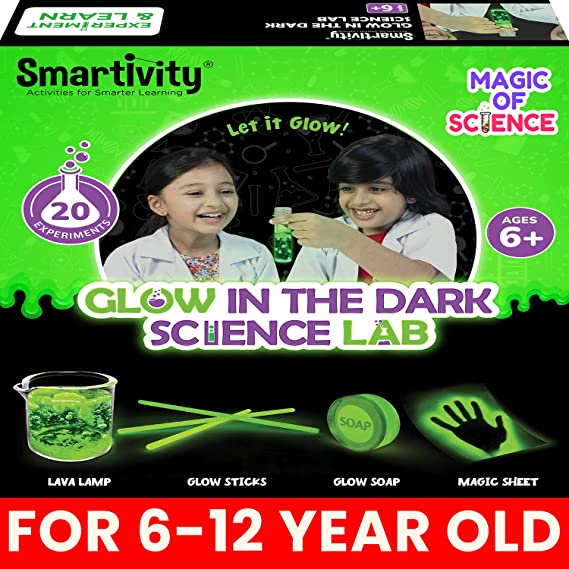 EXPERIMENT
& LEARN
Smartivity
GLOW IN THE DARK
SCIENCE LAB
6+
Smartivity®
Activities for Smarter Learning
MAGIC
OF
SCIENCE
Let it Glow!
20
EXPERIMENTS
AGES
6+
GLOW IN THE DARK
SCIENCE LAB
SOAP
LAVA LAMP
GLOW STICKS
GLOW SOAP
MAGIC SHEET
FOR 6-12 YEAR OLD